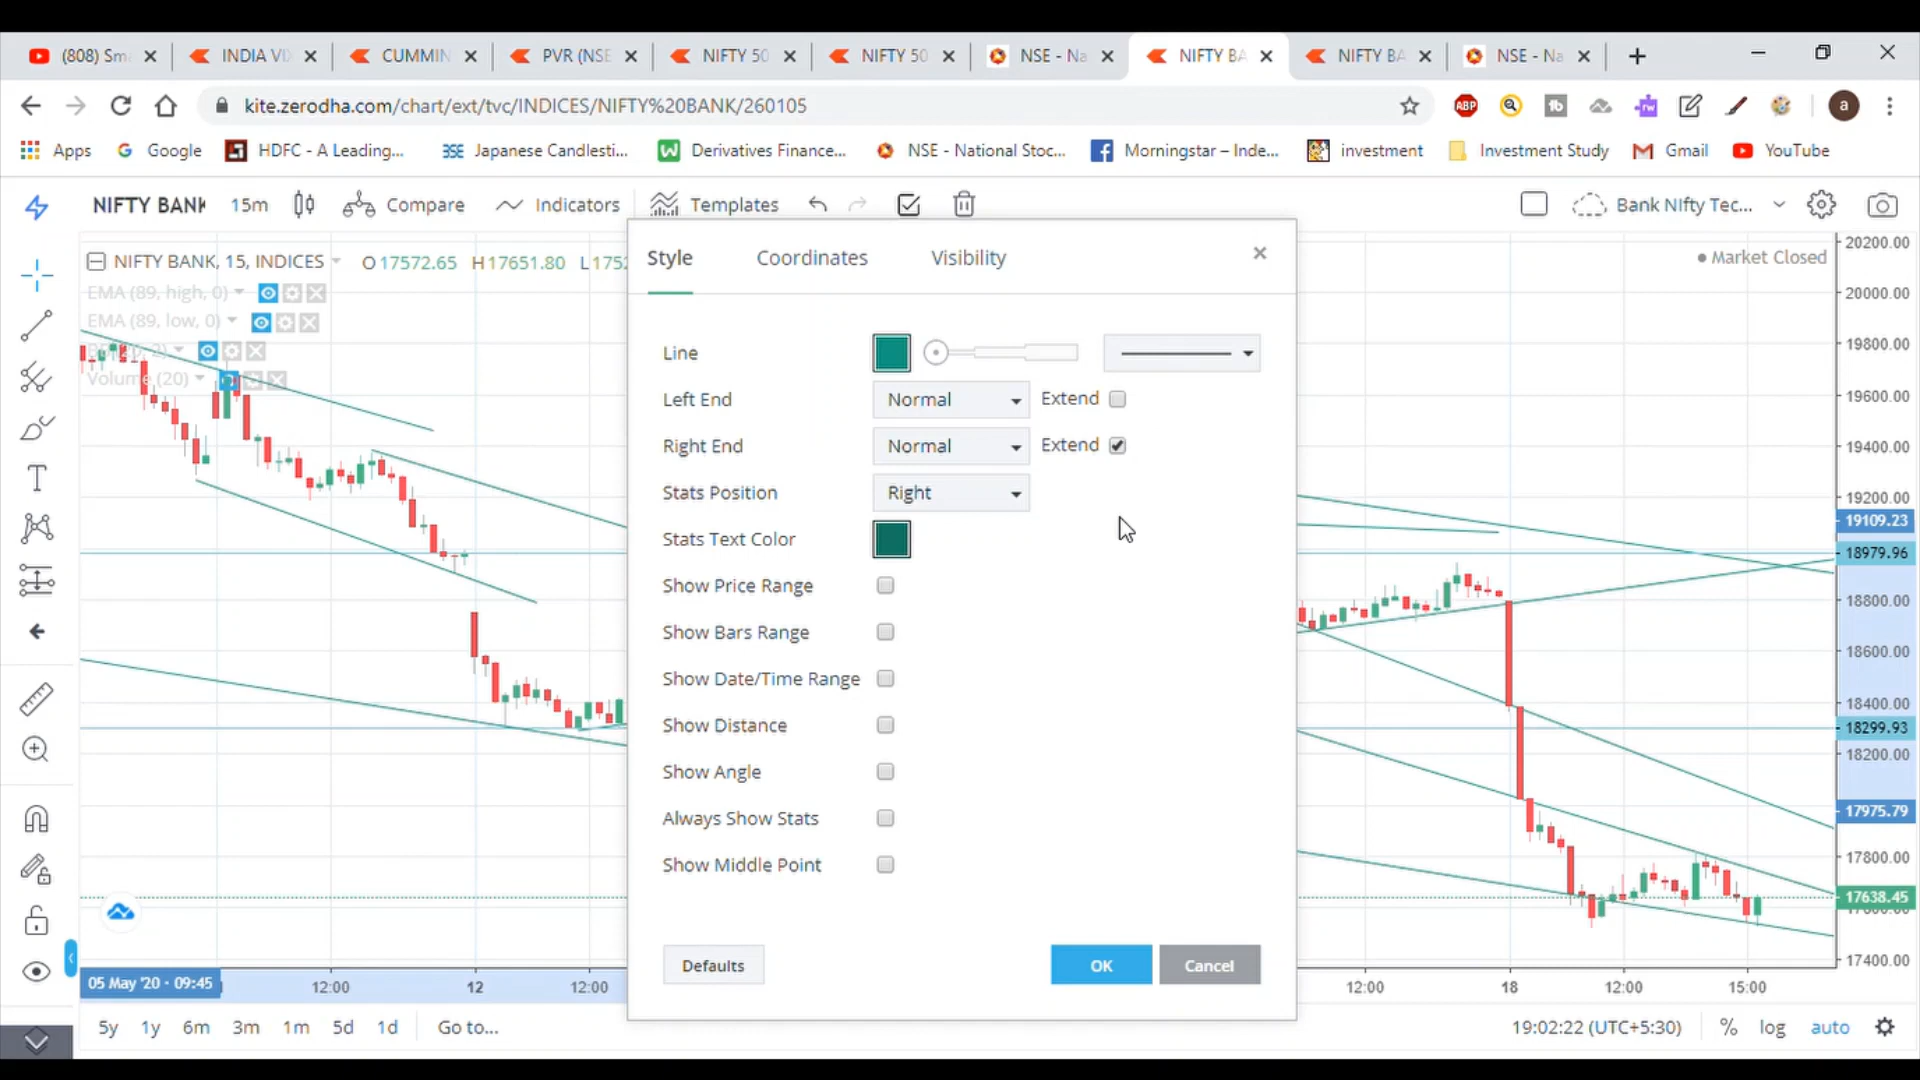 (808) Sm
INDIA VI
CUMMIN
PVR (NSE
NIFTY 50
NIFTY 50
NSE - Na
NIFTY BA
NIFTY BA
NSE - Na
kite.zerodha.com/chart/ext/tvc/INDICES/NIFTY%20BANK/260105
ABP
a
Apps
Google
HDFC - A Leading...
Japanese Candlesti...
Derivatives Finance...
NSE - National Stoc...
Morningstar – Inde...
investment
Investment Study
Gmail
YouTube
NIFTY BANK
15m
Compare
Indicators
Templates
Bank NIfty Tec...
NIFTY BANK, 15, INDICES
O17572.65 H17651.80 L1752
EMA (89, high, 0)
EMA (89, low, 0)
Volume (20)
Market Closed
Style
Coordinates
Visibility
Line
Left End
Normal
Extend
Right End
Normal
Extend
Stats Position
Right
Stats Text Color
Show Price Range
Show Bars Range
Show Date/Time Range
Show Distance
Show Angle
Always Show Stats
Show Middle Point
Defaults
OK
Cancel
20200.00
20000.00
19800.00
19600.00
19400.00
19200.00
19109.23
18979.96
18800.00
18600.00
18400.00
18299.93
18200.00
17975.79
17800.00
17638.45
17400.00
05 May '20 - 09:45
12:00
12
12:00
12:00
18
12:00
15:00
5y 1y 6m 3m 1m 5d 1d Go to...
19:02:22 (UTC+5:30) % log auto